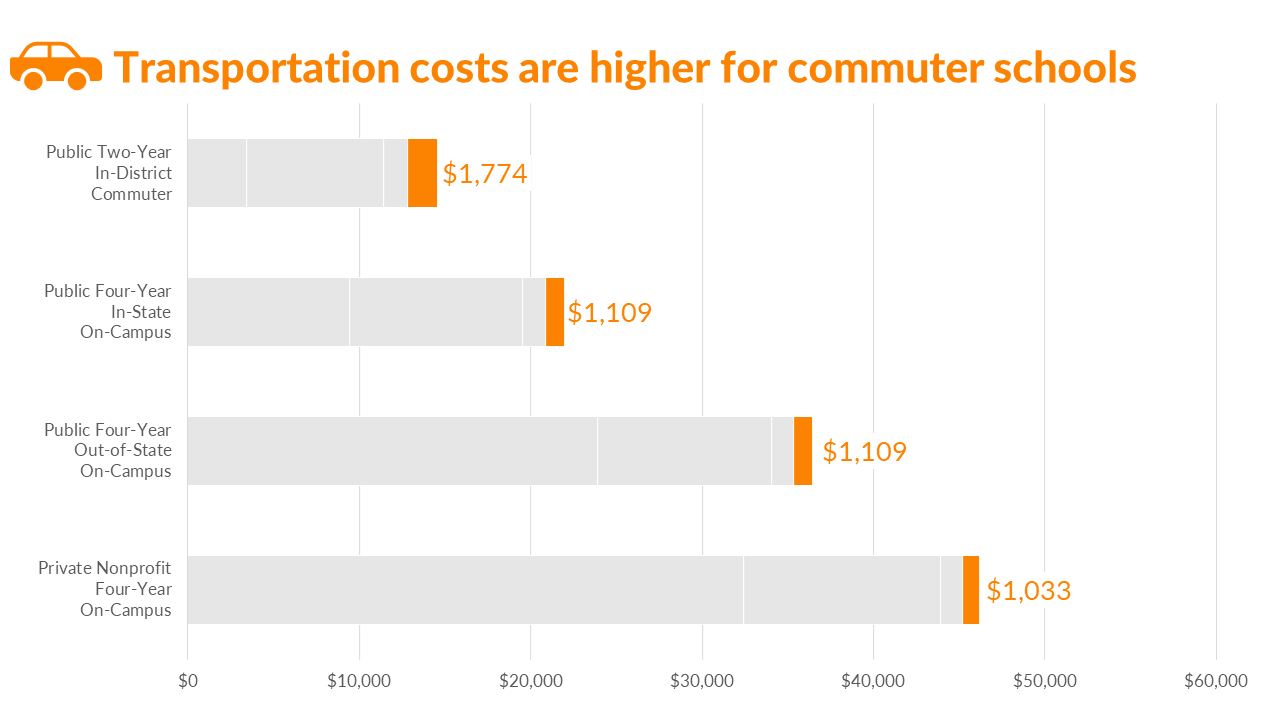 Transportation costs are higher for commuter schools
Public Two-Year
In-District
Commuter
$1,774
Public Four-Year
In-State
On-Campus
$1,109
Public Four-Year
Out-of-State
On-Campus
$1,109
Private Nonprofit
Four-Year
On-Campus
$1,033
$0 $10,000 $20,000 $30,000 $40,000 $50,000 $60,000